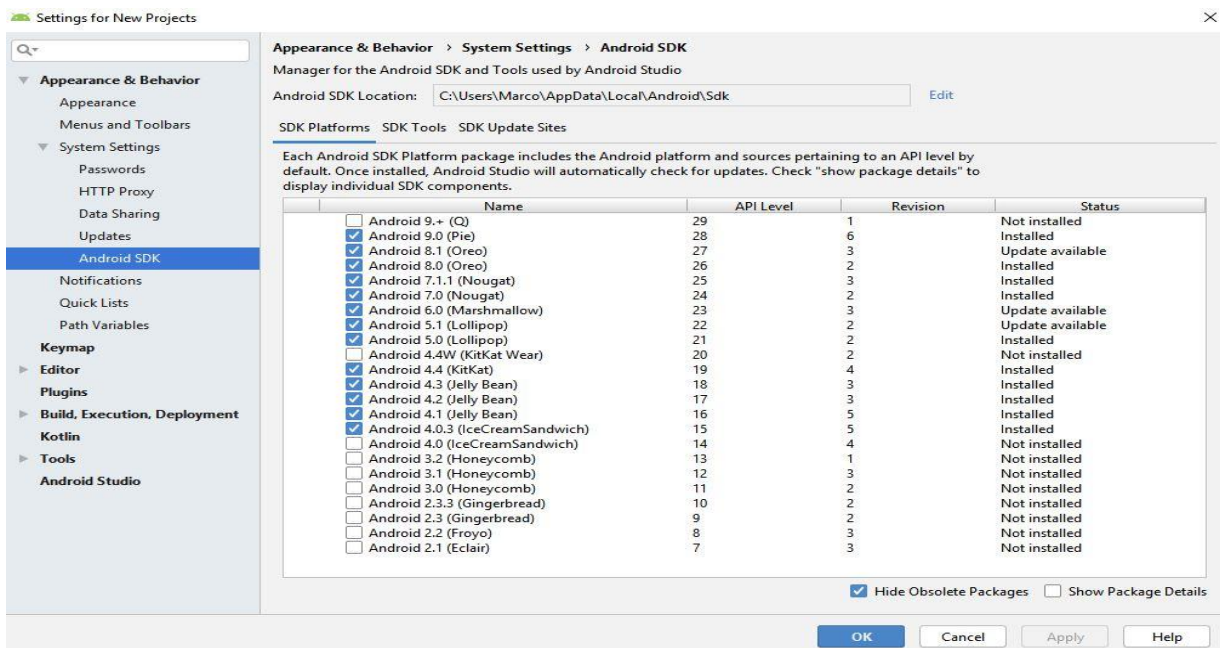 Settings for New Projects
Appearance & Behavior
Appearance
Menus and Toolbars
System Settings
Passwords
HTTP Proxy
Data Sharing
Updates
Android SDK
Notifications
Quick Lists
Path Variables
Keymap
Editor
Plugins
Build, Execution, Deployment
Kotlin
Tools
Android Studio
Appearance & Behavior > System Settings > Android SDK
Manager for the Android SDK and Tools used by Android Studio
Android SDK Location: C:\Users\Marco\AppData\Local\Android\Sdk Edit
SDK Platforms SDK Tools SDK Update Sites
Each Android SDK Platform package includes the Android platform and sources pertaining to an API level by
default. Once installed, Android Studio will automatically check for updates. Check "show package details" to
display individual SDK components.
Name API Level Revision Status
Android 9.+ (Q) 29 1 Not installed
Android 9.0 (Pie) 28 6 Installed
Android 8.1 (Oreo) 27 3 Update available
Android 8.0 (Oreo) 26 2 Installed
Android 7.1.1 (Nougat) 25 3 Installed
Android 7.0 (Nougat) 24 2 Installed
Android 6.0 (Marshmallow) 23 3 Update available
Android 5.1 (Lollipop) 22 2 Update available
Android 5.0 (Lollipop) 21 2 Installed
Android 4.4W (KitKat Wear) 20 2 Not installed
Android 4.4 (KitKat) 19 4 Installed
Android 4.3 (Jelly Bean) 18 3 Installed
Android 4.2 (Jelly Bean) 17 3 Installed
Android 4.1 (Jelly Bean) 16 5 Installed
Android 4.0.3 (IceCreamSandwich) 15 5 Installed
Android 4.0 (IceCreamSandwich) 14 4 Not installed
Android 3.2 (Honeycomb) 13 1 Not installed
Android 3.1 (Honeycomb) 12 3 Not installed
Android 3.0 (Honeycomb) 11 2 Not installed
Android 2.3.3 (Gingerbread) 10 2 Not installed
Android 2.3 (Gingerbread) 9 2 Not installed
Android 2.2 (Froyo) 8 3 Not installed
Android 2.1 (Eclair) 7 3 Not installed
Hide Obsolete Packages Show Package Details
OK Cancel Apply Help